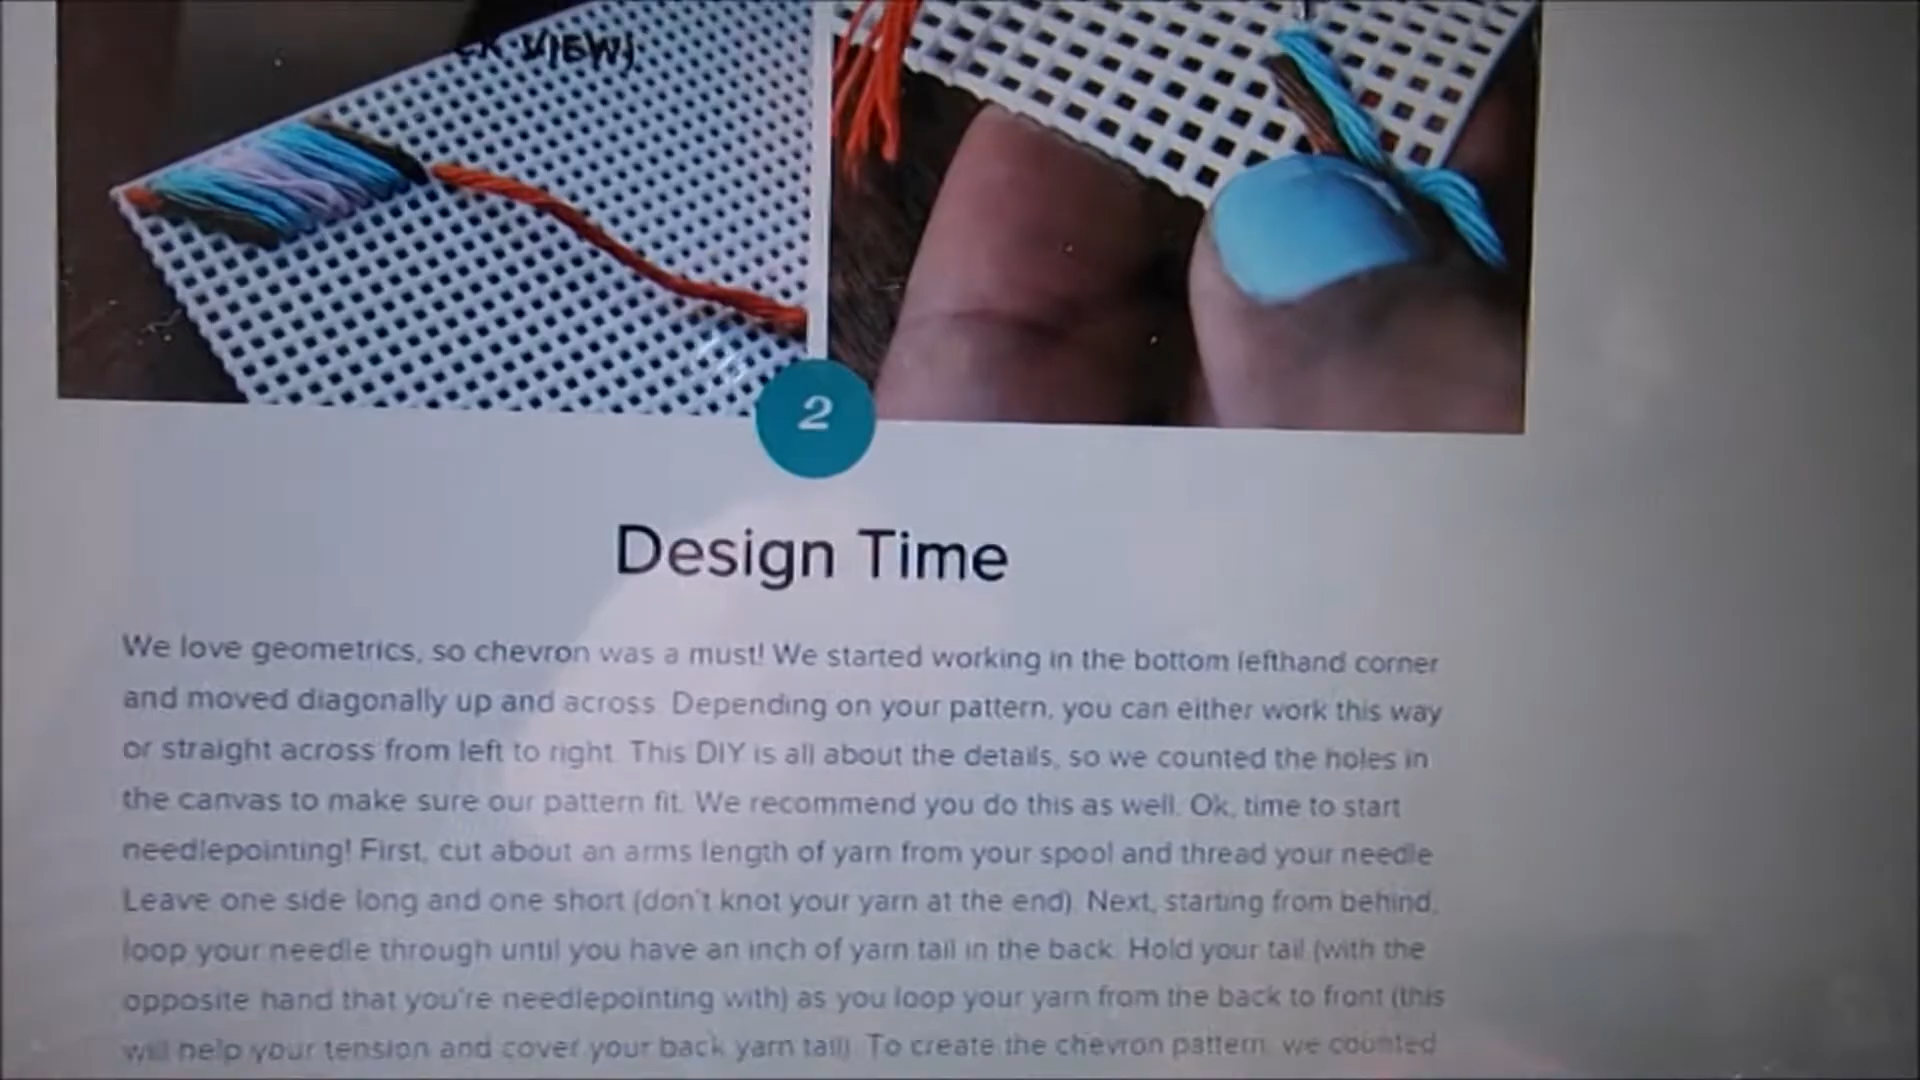 VIEW)
2
Design Time
We love geometrics, so chevron was a must! We started working in the bottom lefthand corner
and moved diagonally up and across. Depending on your pattern, you can either work this way
or straight across from left to right. This DIY is all about the details, so we counted the holes in
the canvas to make sure our pattern fit. We recommend you do this as well. Ok, time to start
needlepointing! First, cut about an arms length of yarn from your spool and thread your needle.
Leave one side long and one short (don't knot your yarn at the end). Next, starting from behind,
loop your needle through until you have an inch of yarn tail in the back. Hold your tail (with the
opposite hand that you're needlepointing with) as you loop your yarn from the back to front (this
will help your tension and cover your back yarn tail). To create the chevron pattern, we counted